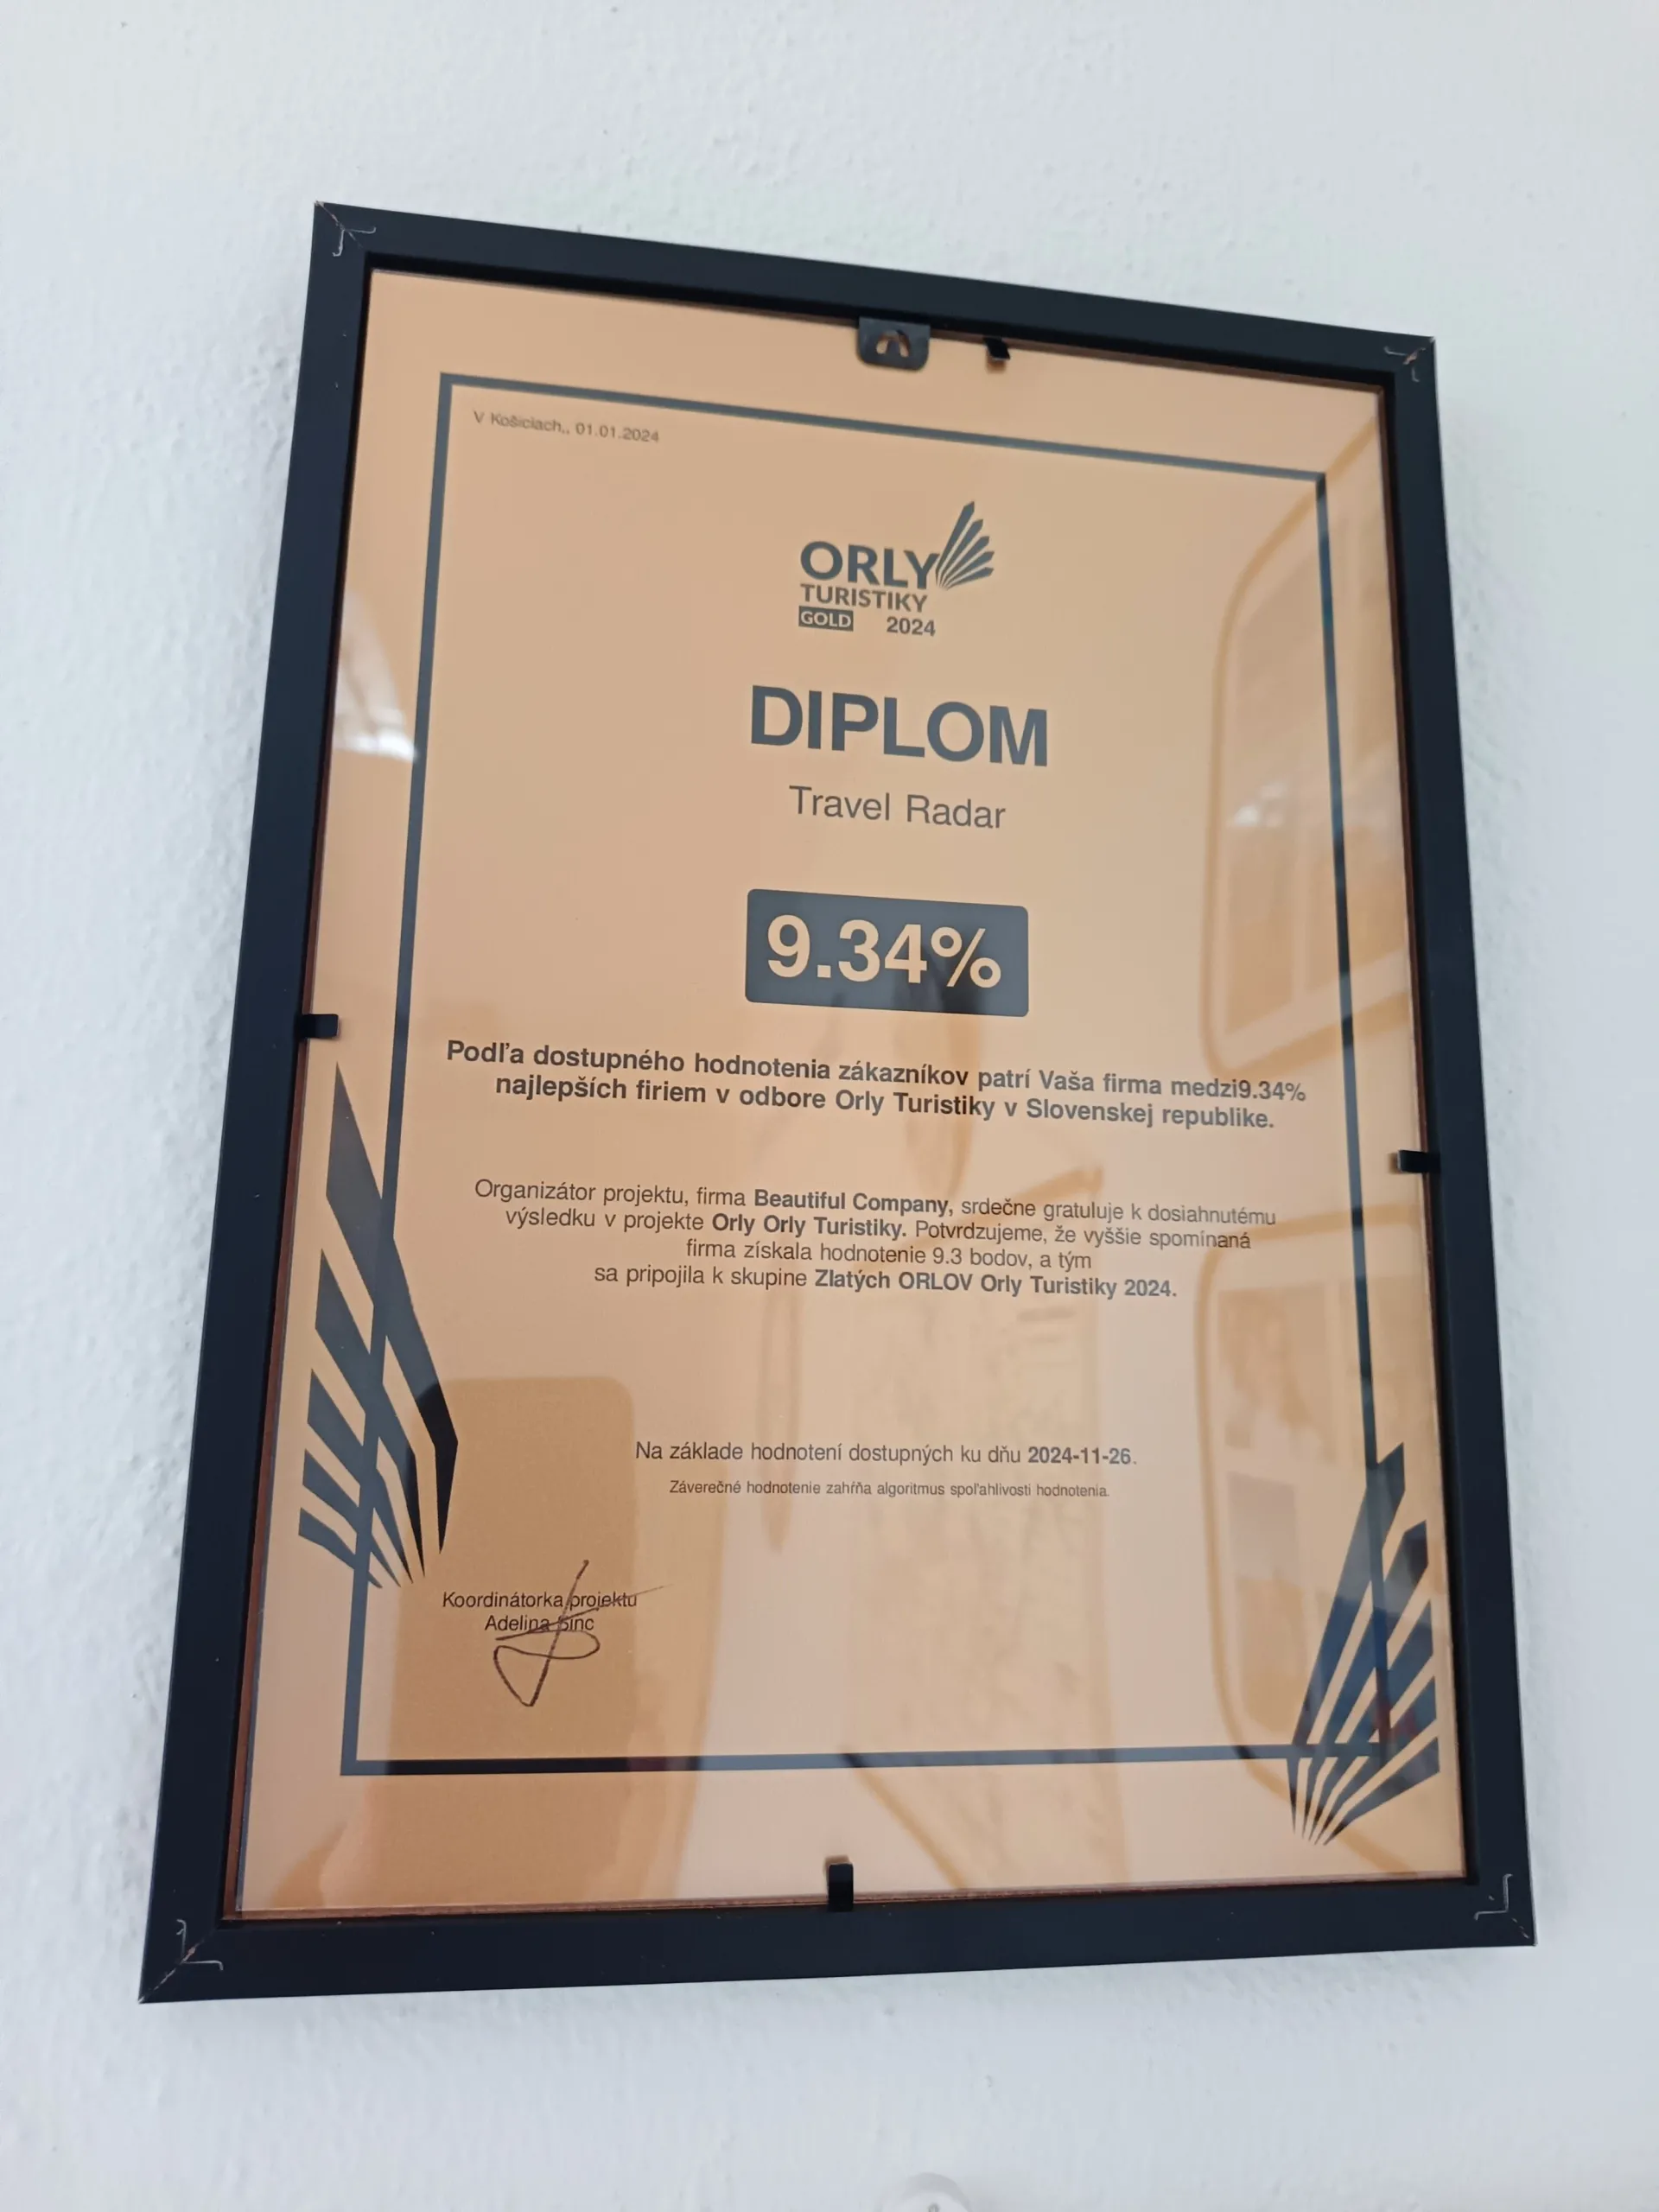 V Košiciach,, 01.01.2024
ORLY
TURISTIKY
GOLD 2024
DIPLOM
Travel Radar
9.34%
Podľa dostupného hodnotenia zákazníkov patrí Vaša firma medzi9.34%
najlepších firiem v odbore Orly Turistiky v Slovenskej republike.
Organizátor projektu, firma Beautiful Company, srdečne gratuluje k dosiahnutému
výsledku v projekte Orly Orly Turistiky. Potvrdzujeme, že vyššie spomínaná
firma získala hodnotenie 9.3 bodov, a tým
sa pripojila k skupine Zlatých ORLOV Orly Turistiky 2024.
Na základe hodnotení dostupných ku dňu 2024-11-26.
Záverečné hodnotenie zahŕňa algoritmus spoľahlivosti hodnotenia.
Koordinátorka projektu
Adelina